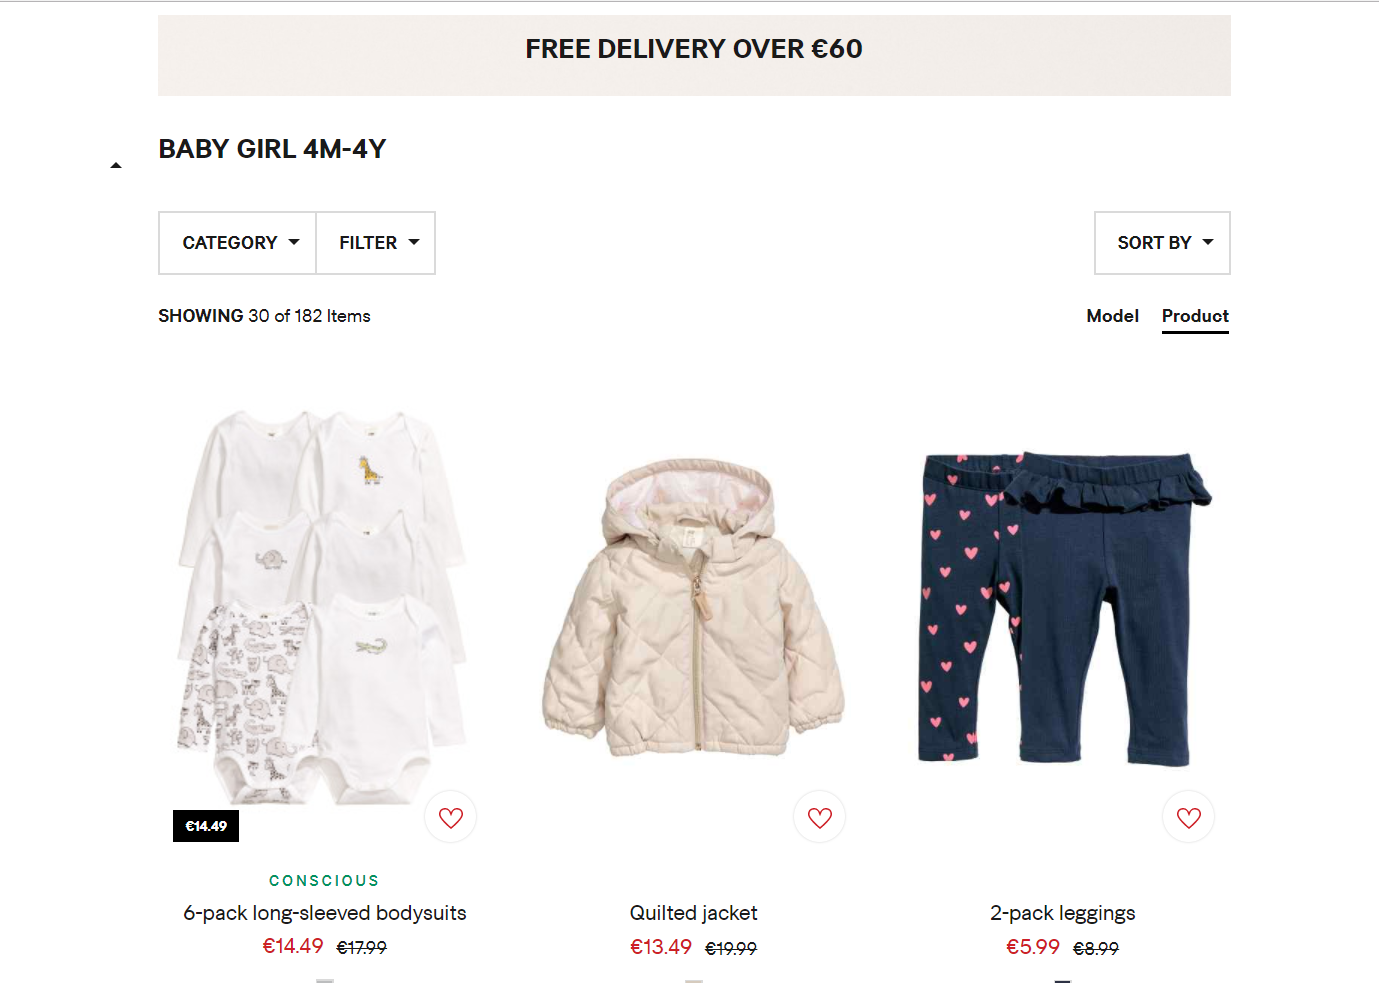 FREE DELIVERY OVER €60
BABY GIRL 4M-4Y
CATEGORY FILTER SORT BY
SHOWING 30 of 182 Items Model Product
€14.49
CONSCIOUS
6-pack long-sleeved bodysuits
€14.49 €17.99
Quilted jacket
€13.49 €19.99
2-pack leggings
€5.99 €8.99